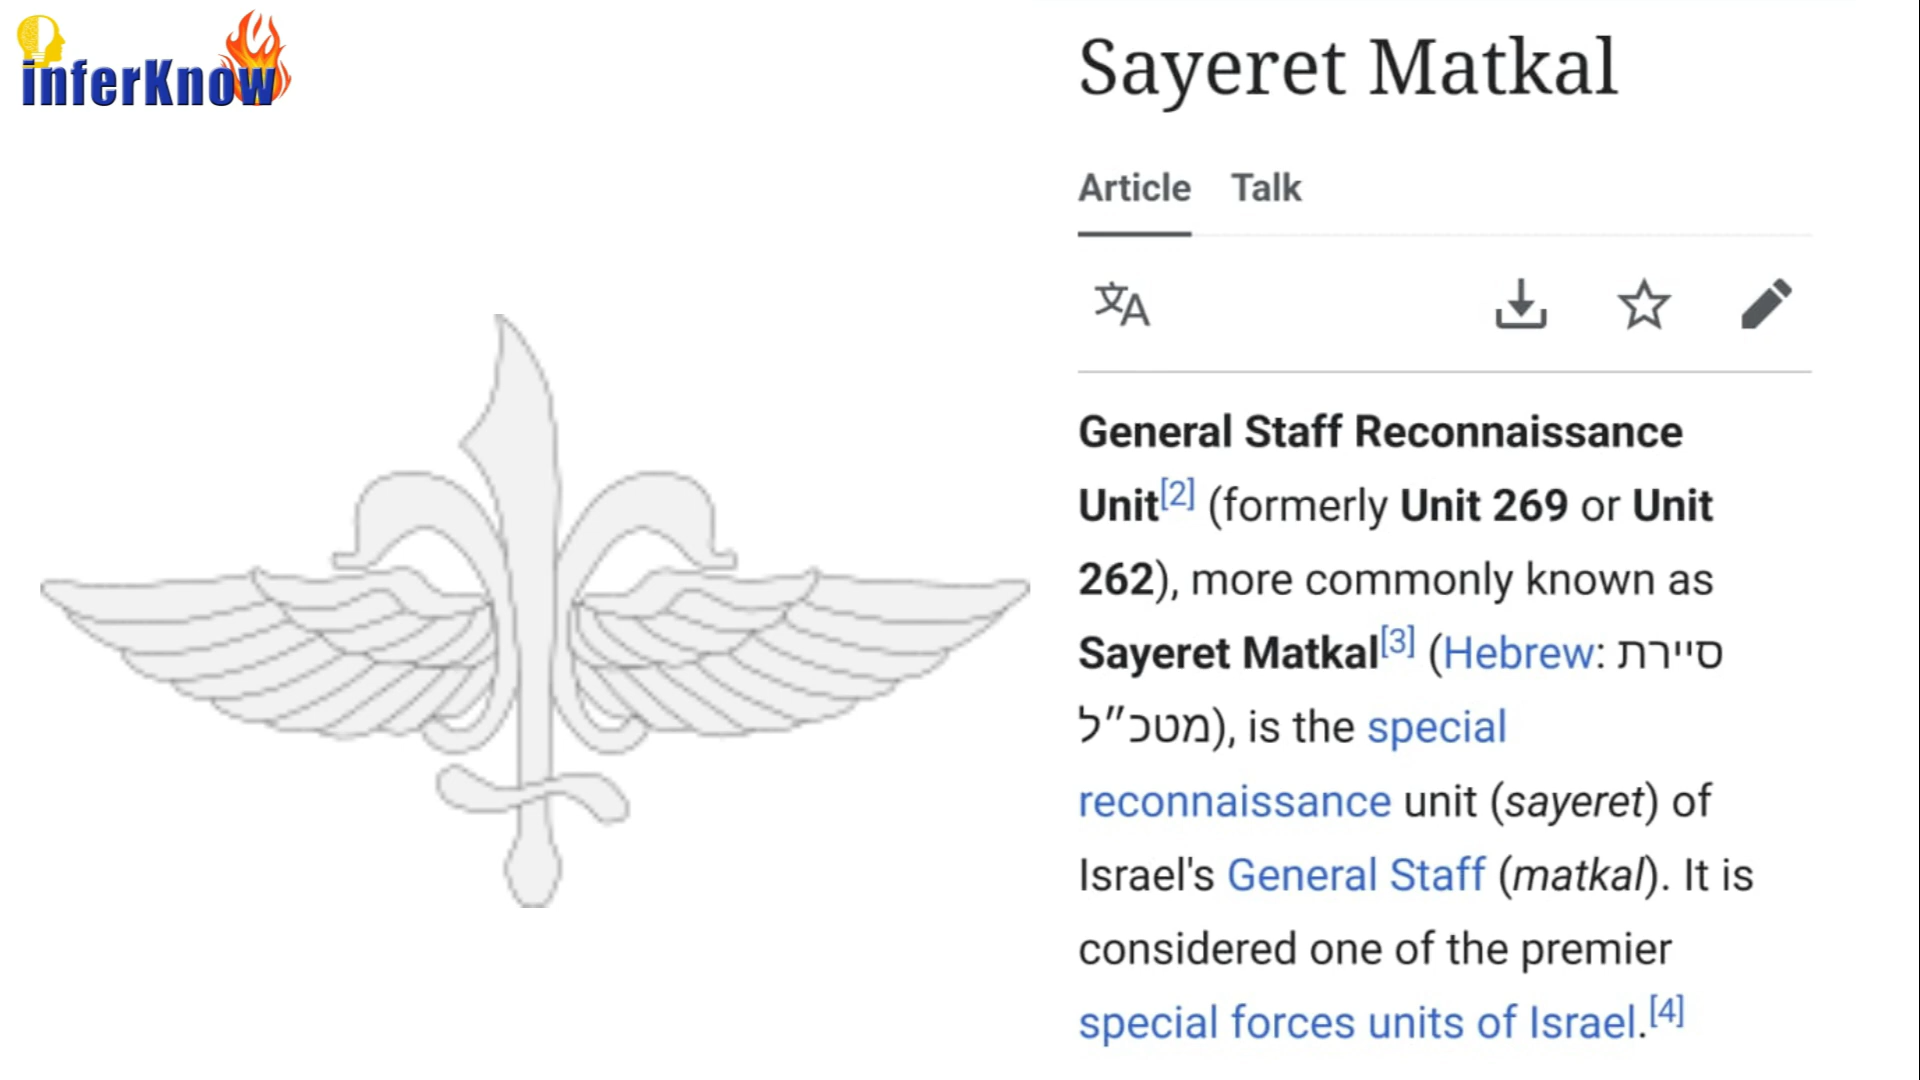 inferKnow
Sayeret Matkal
Article Talk
General Staff Reconnaissance
Unit[2] (formerly Unit 269 or Unit
262), more commonly known as
Sayeret Matkal[3] (Hebrew: סיירת
מטכ״ל), is the special
reconnaissance unit (sayeret) of
Israel's General Staff (matkal). It is
considered one of the premier
special forces units of Israel.[4]